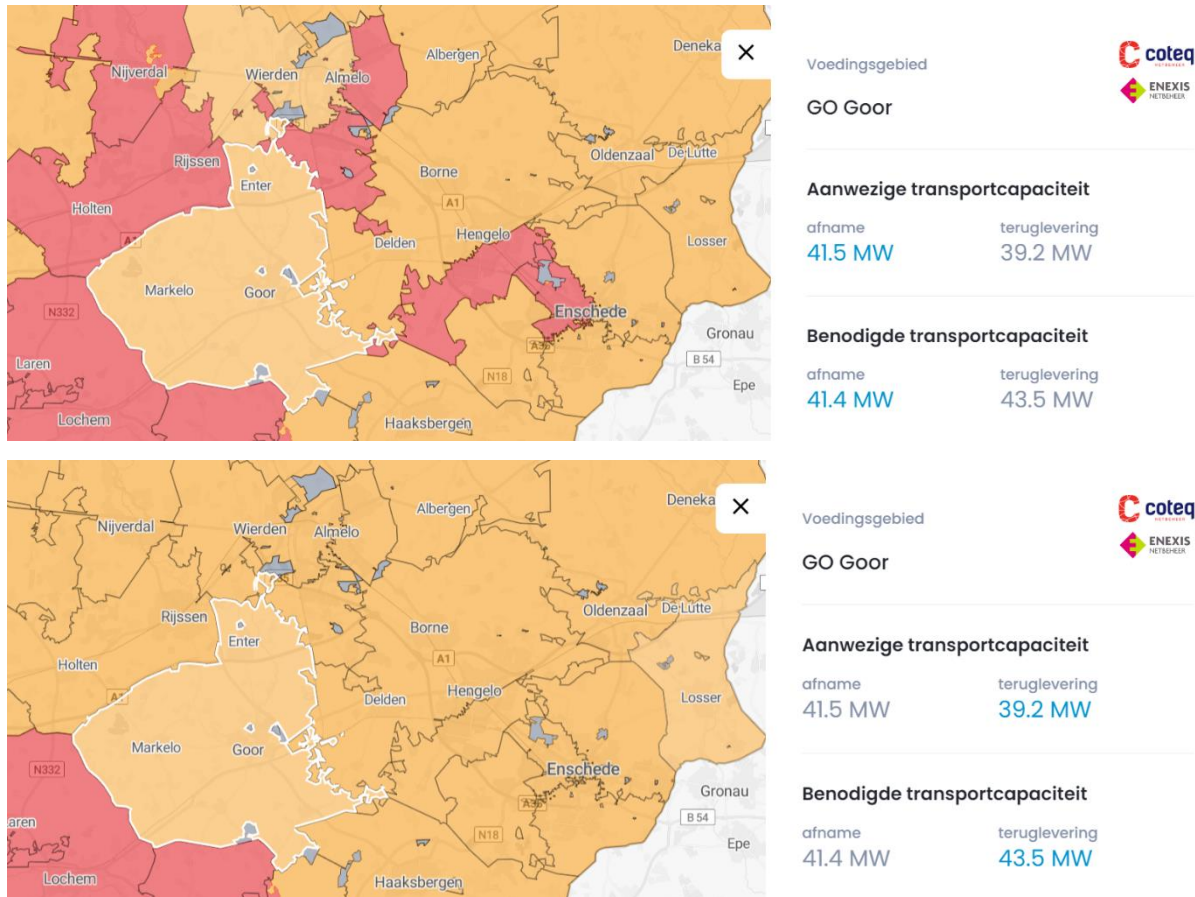 Nijverdal
Wierden
Almelo
Albergen
Deneka
Rijssen
Enter
Borne
Oldenzaal
De Lutte
Holten
A1
A1
Delden
Hengelo
Losser
Markelo
Goor
N332
Enschede
Gronau
A35
B 54
Laren
N18
Epe
Lochem
Haaksbergen
Voedingsgebied
coteq
NETBEHEER
ENEXIS
NETBEHEER
GO Goor
Aanwezige transportcapaciteit
afname teruglevering
41.5 MW 39.2 MW
Benodigde transportcapaciteit
afname teruglevering
41.4 MW 43.5 MW
Nijverdal
Wierden
Almelo
Albergen
Deneka
Rijssen
Enter
Borne
Oldenzaal
De Lutte
Holten
A1
A1
Delden
Hengelo
Losser
Markelo
Goor
N332
Enschede
Gronau
A35
B 54
aren
N18
Epe
Lochem
Haaksbergen
Voedingsgebied
coteq
NETBEHEER
ENEXIS
NETBEHEER
GO Goor
Aanwezige transportcapaciteit
afname teruglevering
41.5 MW 39.2 MW
Benodigde transportcapaciteit
afname teruglevering
41.4 MW 43.5 MW